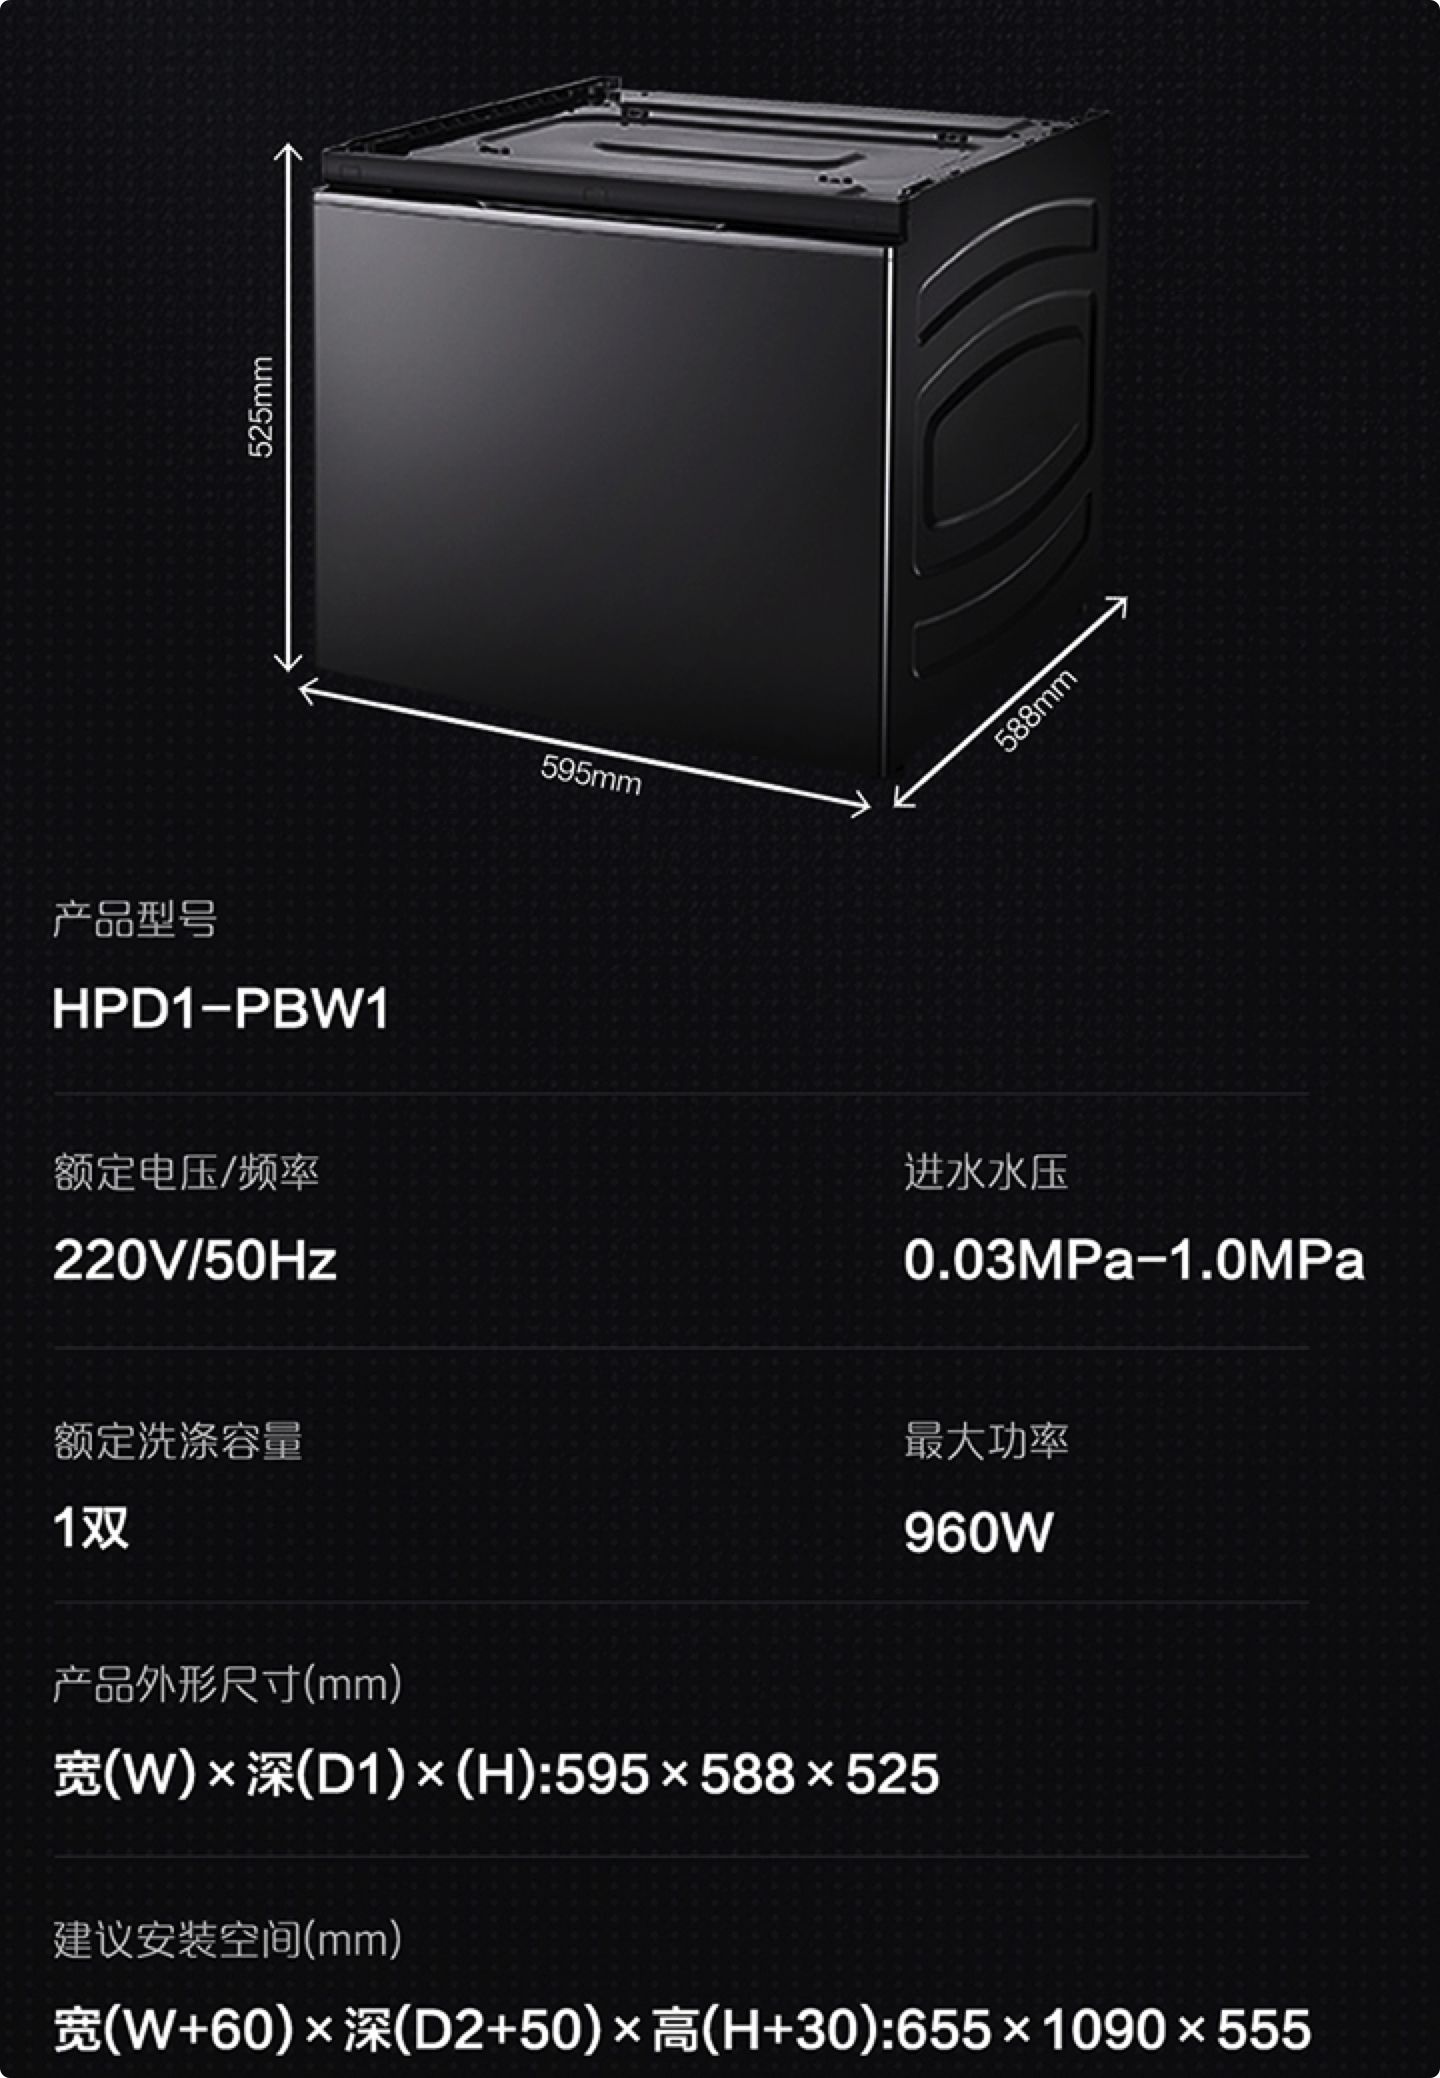 525mm
595mm
588mm
产品型号
HPD1-PBW1
额定电压/频率
220V/50Hz
进水水压
0.03MPa-1.0MPa
额定洗涤容量
1双
最大功率
960W
产品外形尺寸(mm)
宽(W)×深(D1)×(H):595×588×525
建议安装空间(mm)
宽(W+60)×深(D2+50)×高(H+30):655×1090×555